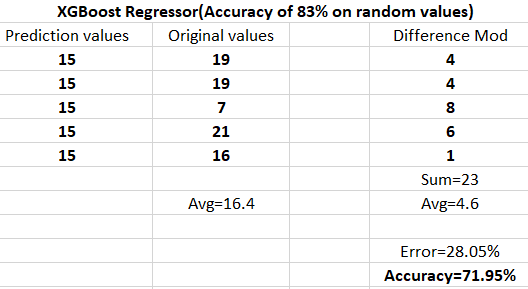 XGBoost Regressor(Accuracy of 83% on random values)
Prediction values Original values Difference Mod
15 19 4
15 19 4
15 7 8
15 21 6
15 16 1
Sum=23
Avg=16.4 Avg=4.6
Error=28.05%
Accuracy=71.95%